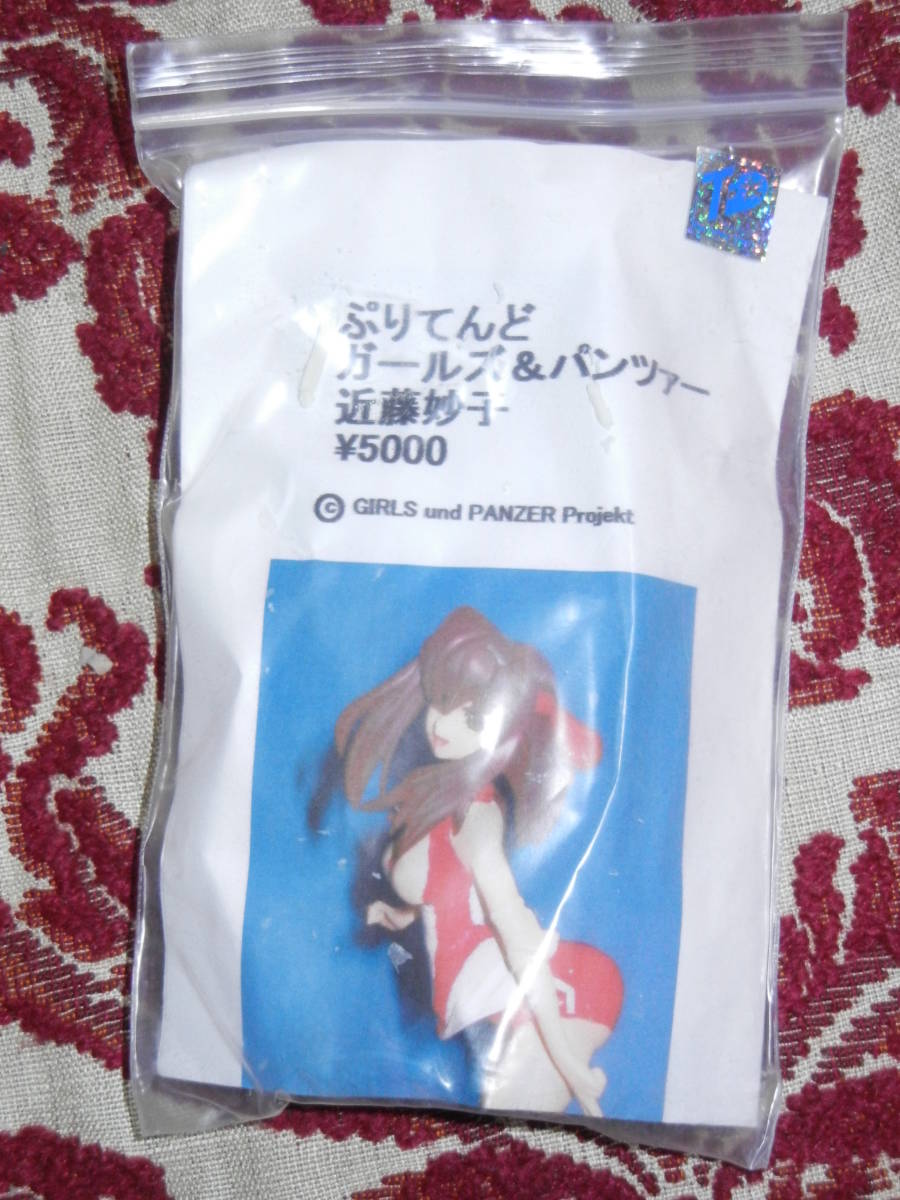 TD
ぷりてんど
ガールズ&パンツァー
近藤妙子
¥5000
© GIRLS und PANZER Projekt